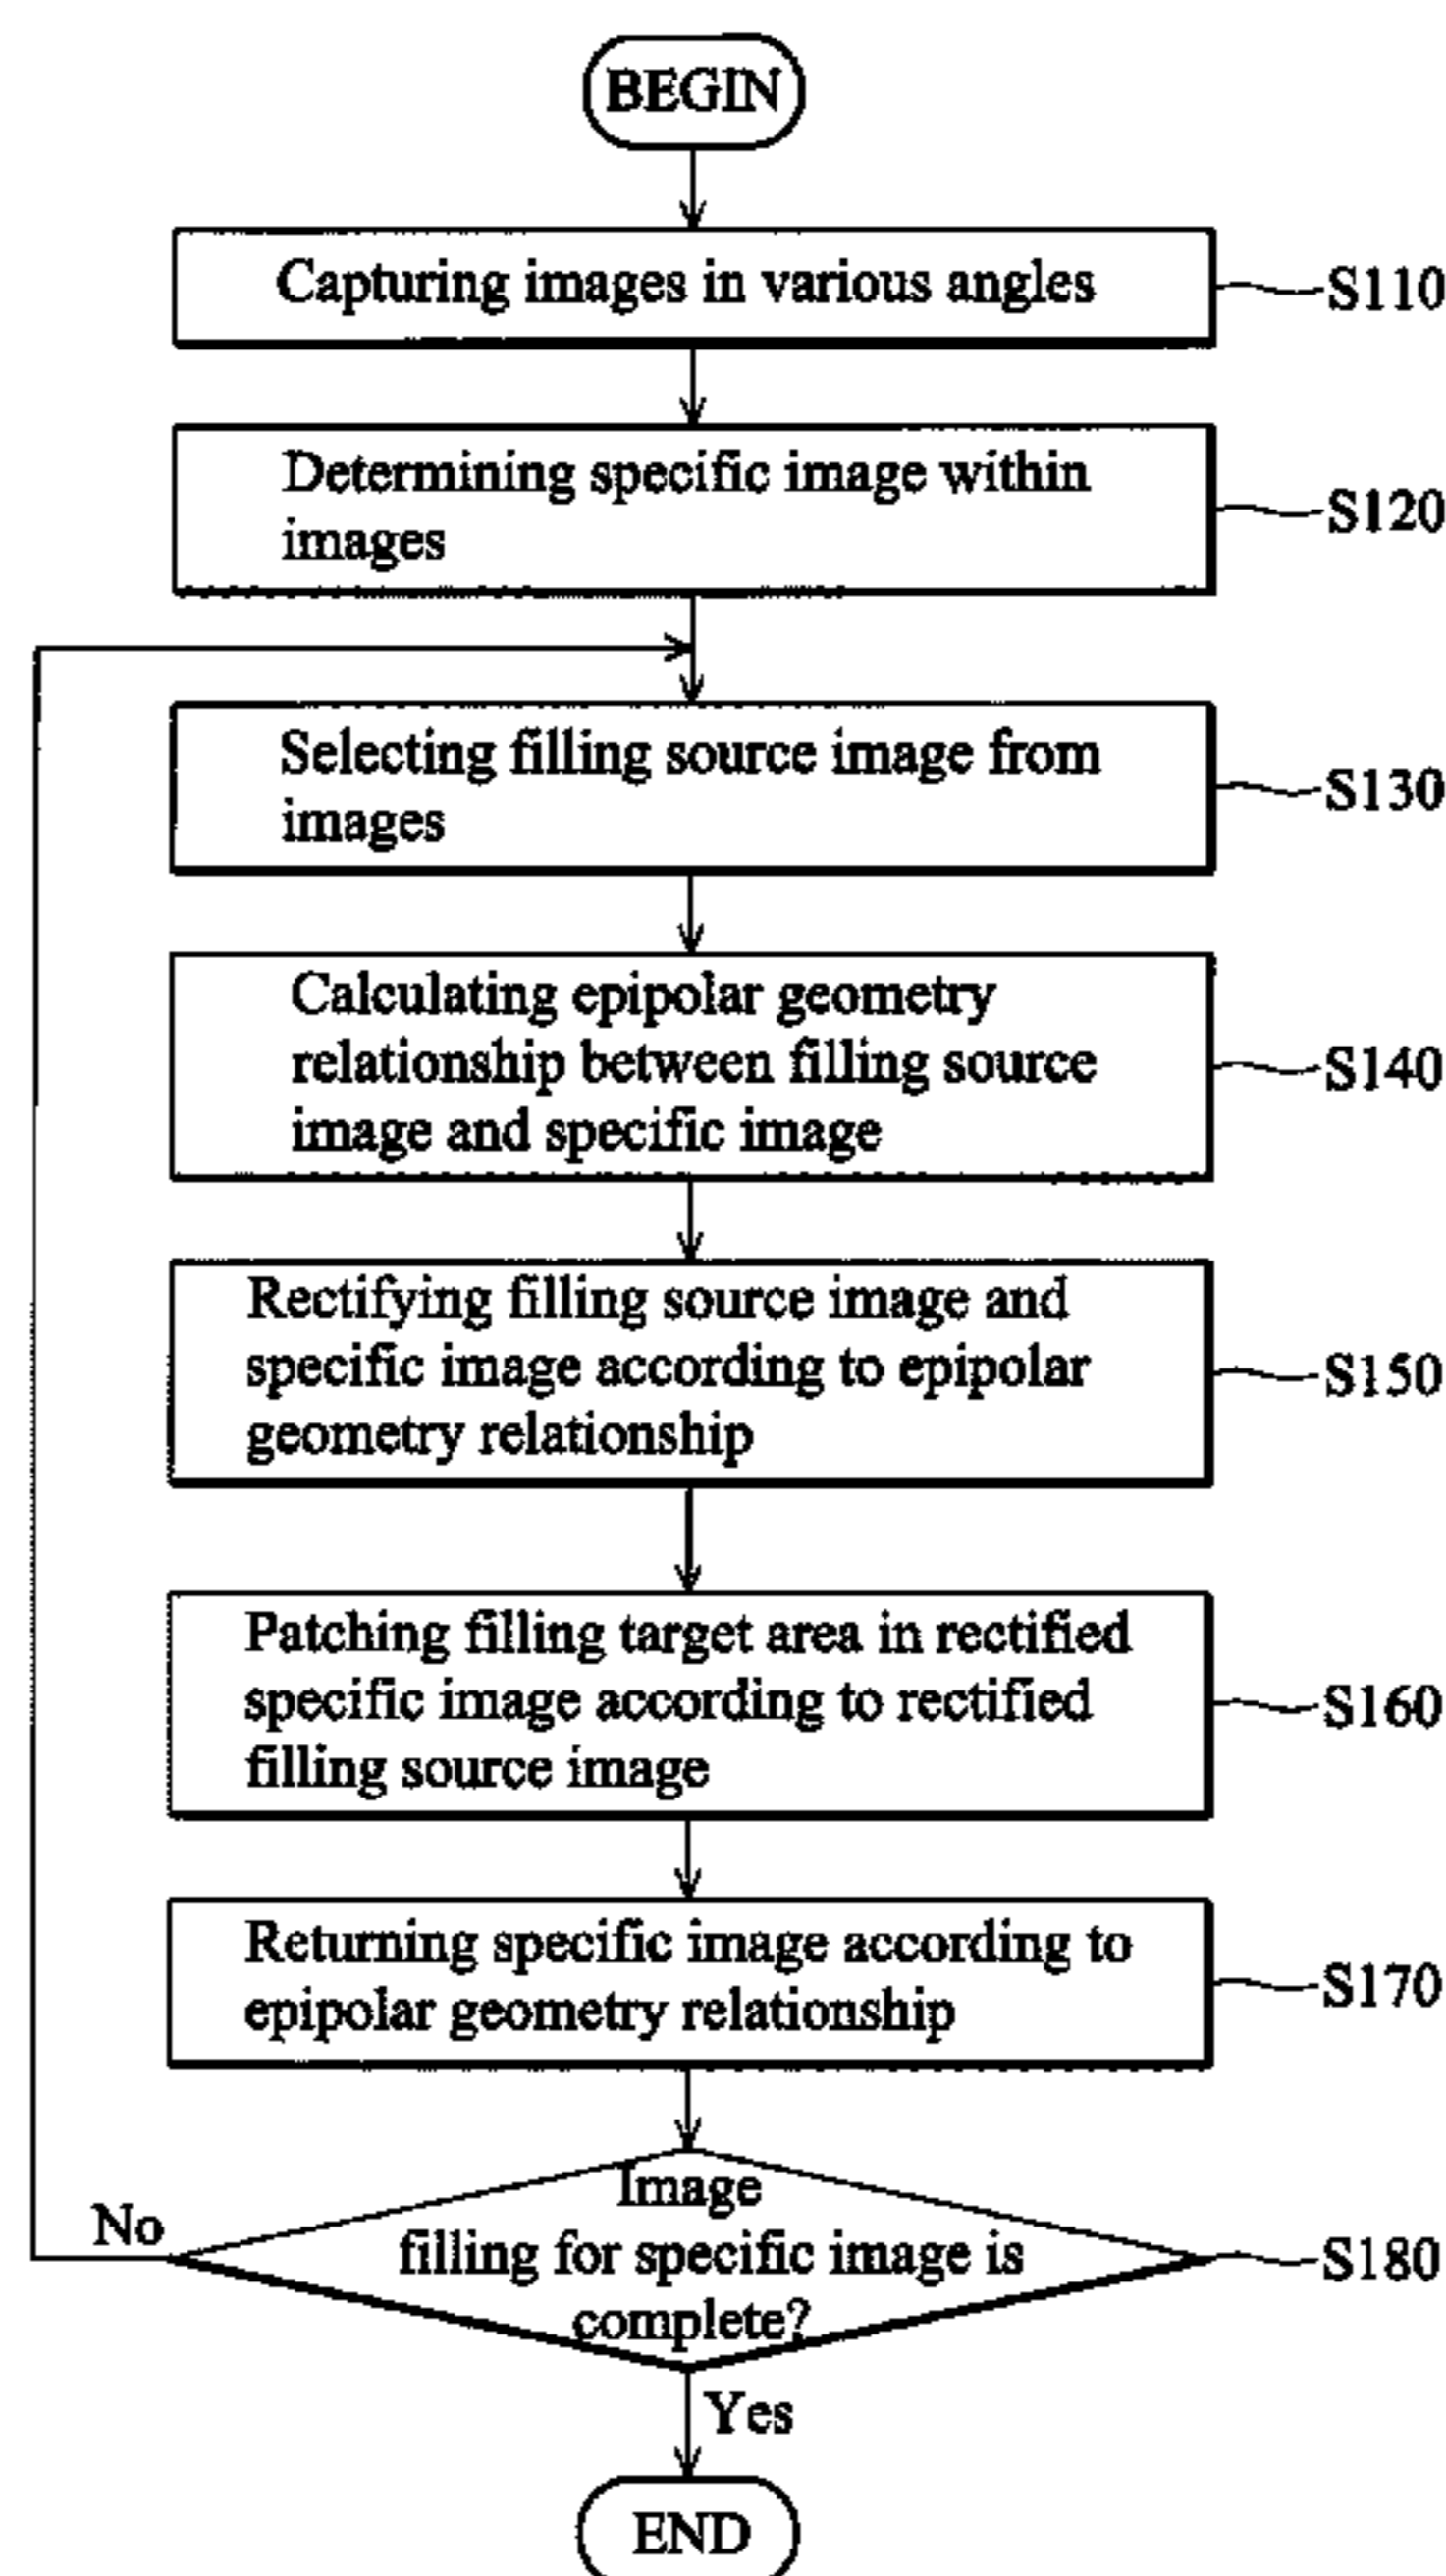 BEGIN
Capturing images in various angles
S110
Determining specific image within
images
S120
Selecting filling source image from
images
S130
Calculating epipolar geometry
relationship between filling source
image and specific image
S140
Rectifying filling source image and
specific image according to epipolar
geometry relationship
S150
Patching filling target area in rectified
specific image according to rectified
filling source image
S160
Returning specific image according to
epipolar geometry relationship
S170
Image
filling for specific image is
complete?
S180
No
Yes
END